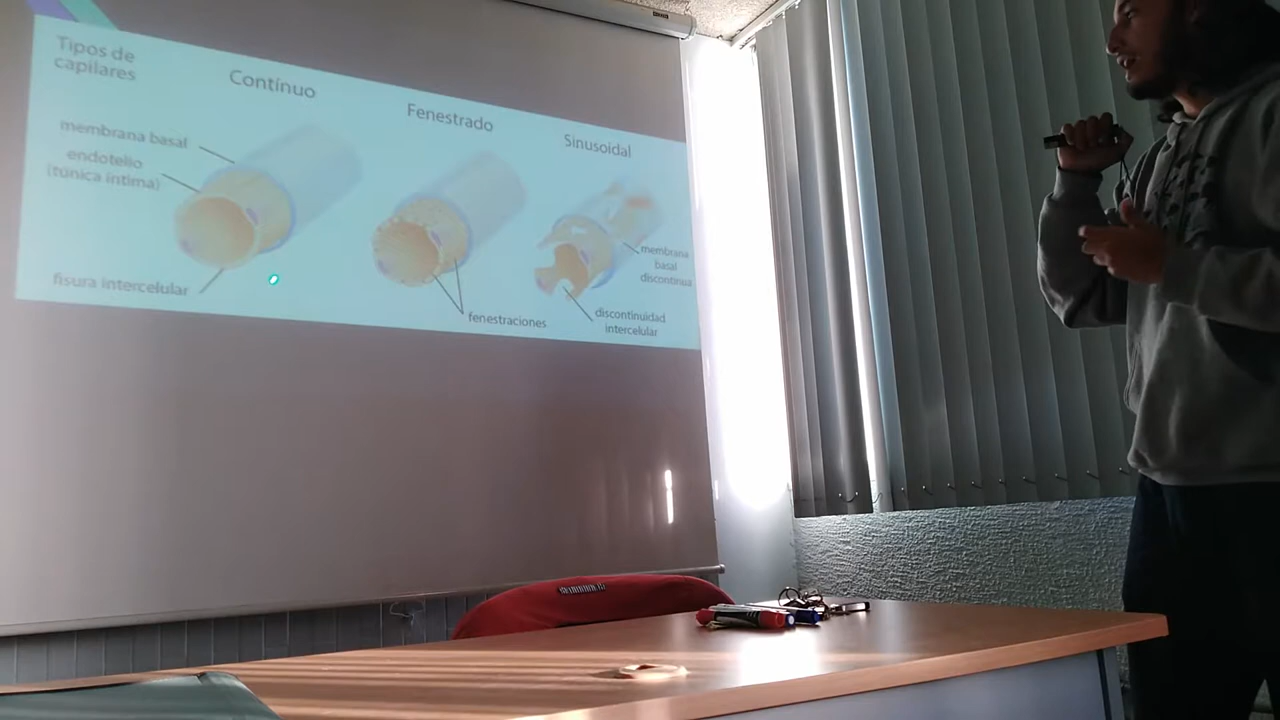 Tipos de
capilares
Contínuo
Fenestrado
Sinusoidal
membrana basal
endotelio
(túnica íntima)
fisura intercelular
fenestraciones
membrana
basal
discontinua
discontinuidad
intercelular